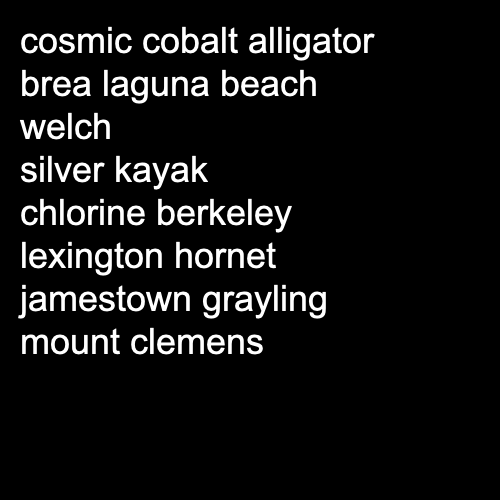 cosmic cobalt alligator
brea laguna beach
welch
silver kayak
chlorine berkeley
lexington hornet
jamestown grayling
mount clemens